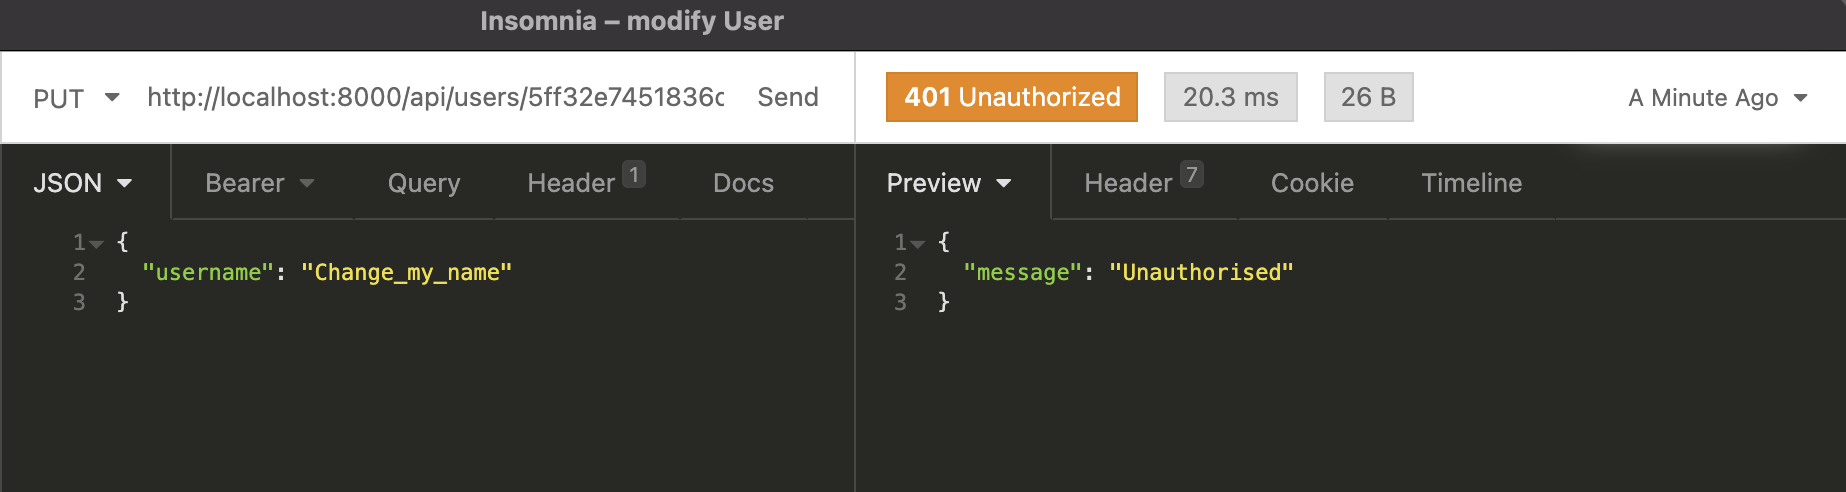 Insomnia – modify User
PUT http://localhost:8000/api/users/5ff32e7451836c Send
401 Unauthorized 20.3 ms 26 B A Minute Ago
JSON Bearer Query Header 1 Docs
Preview Header 7 Cookie Timeline
1 {
2 "username": "Change_my_name"
3 }
1 {
2 "message": "Unauthorised"
3 }